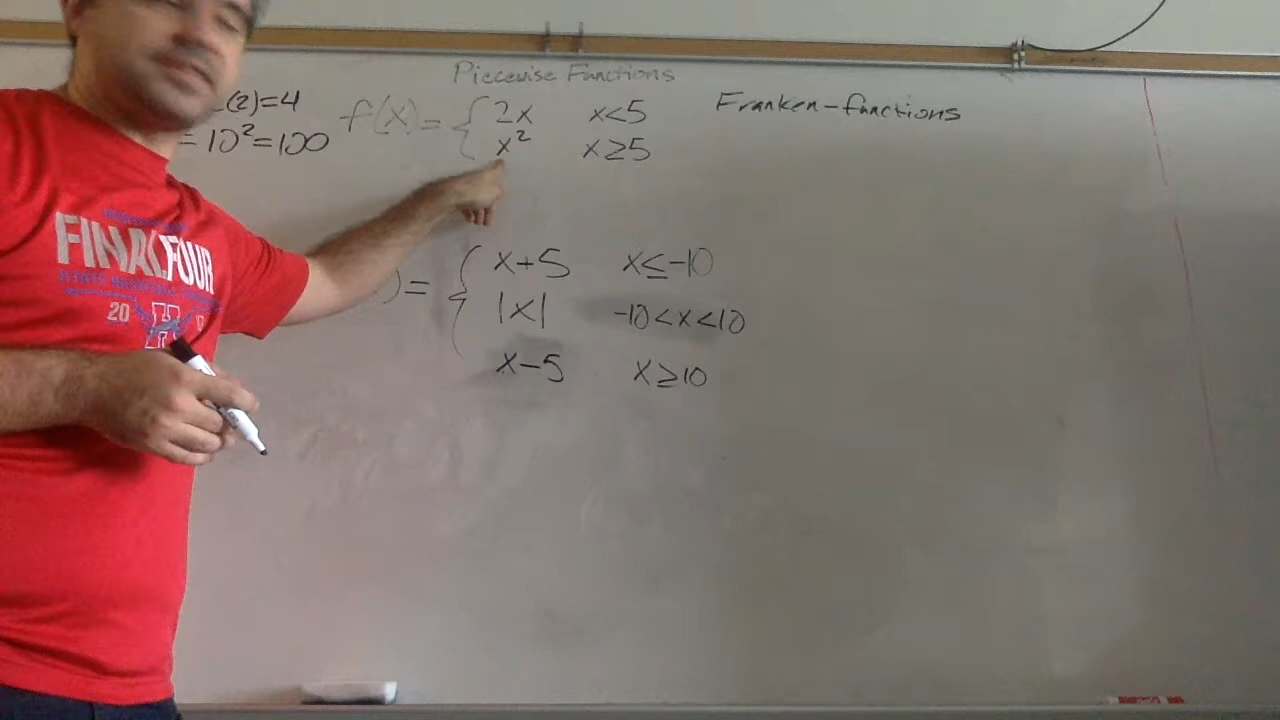 Piecewise Functions
(2)=4
=10²=100
f(x)= { 2x x<5
x² x≥5
Franken-functions
)= { x+5 x≤-10
|x| -10<x<10
x-5 x≥10
FINAL FOUR
20
H